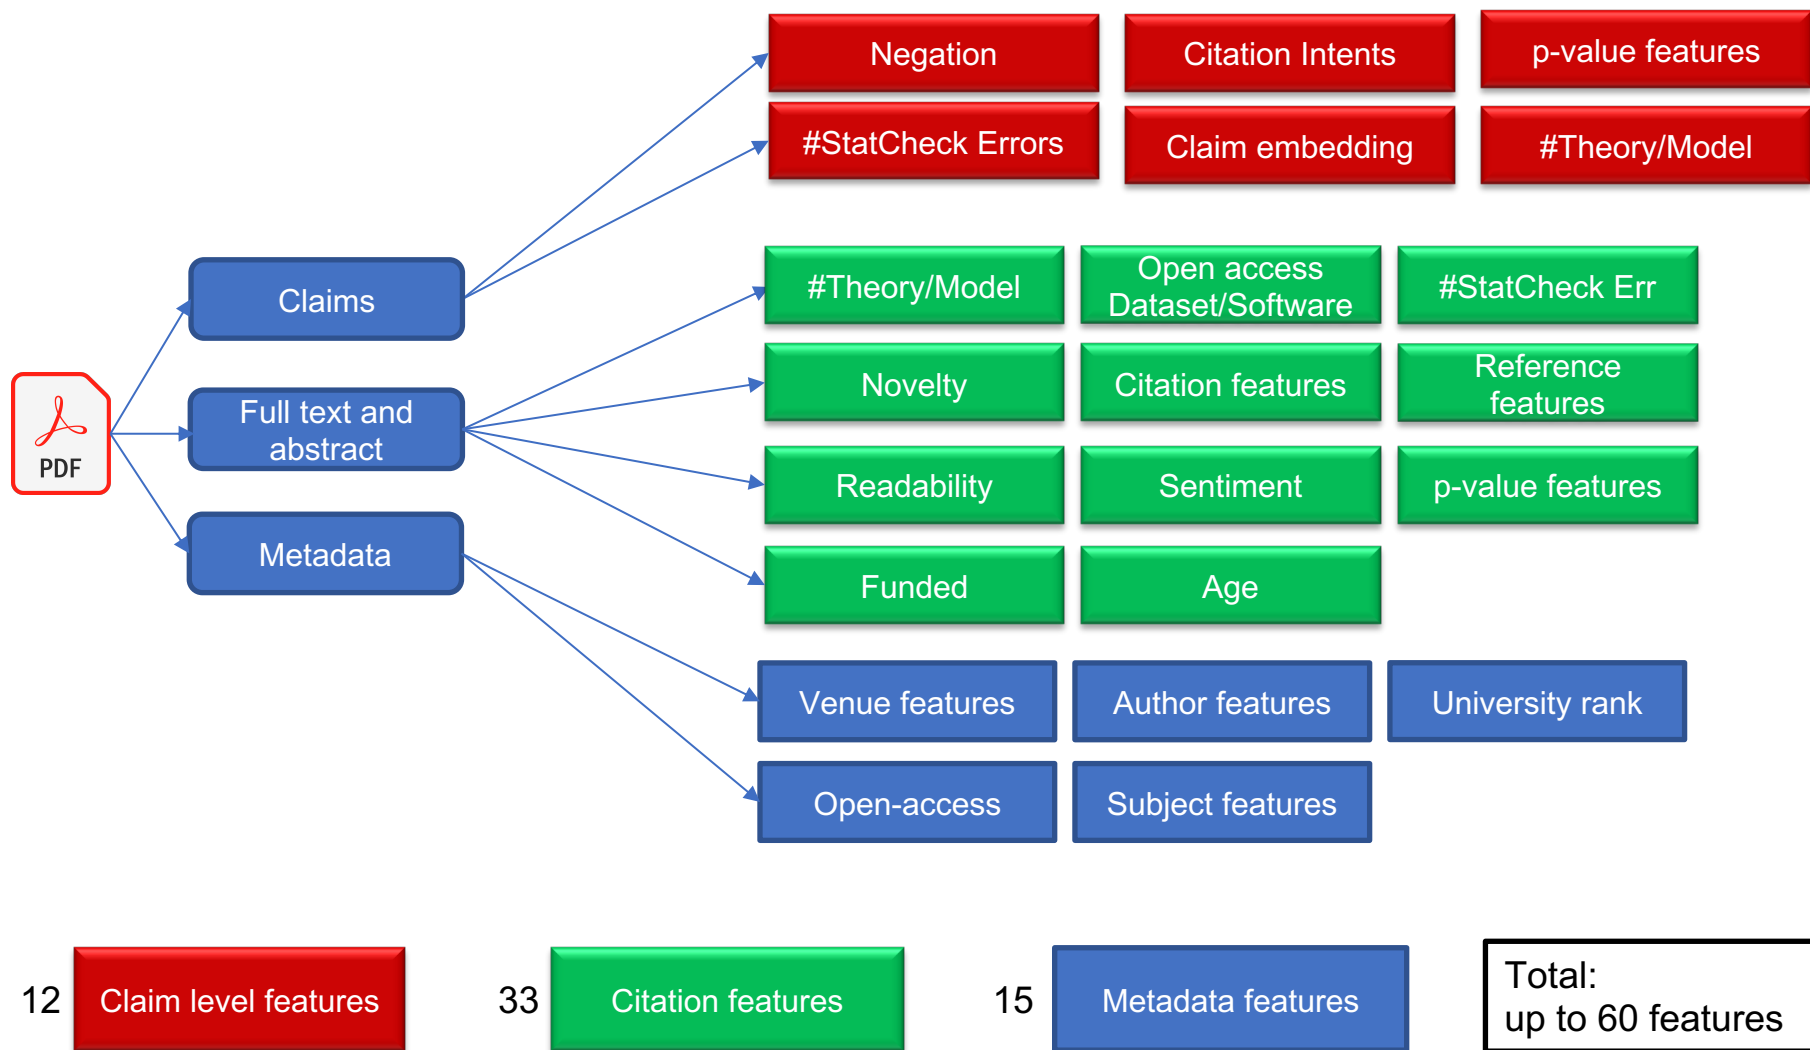 Negation
Citation Intents
p-value features
#StatCheck Errors
Claim embedding
#Theory/Model
Claims
Full text and
abstract
Metadata
PDF
#Theory/Model
Open access
Dataset/Software
#StatCheck Err
Novelty
Citation features
Reference
features
Readability
Sentiment
p-value features
Funded
Age
Venue features
Author features
University rank
Open-access
Subject features
12
Claim level features
33
Citation features
15
Metadata features
Total:
up to 60 features